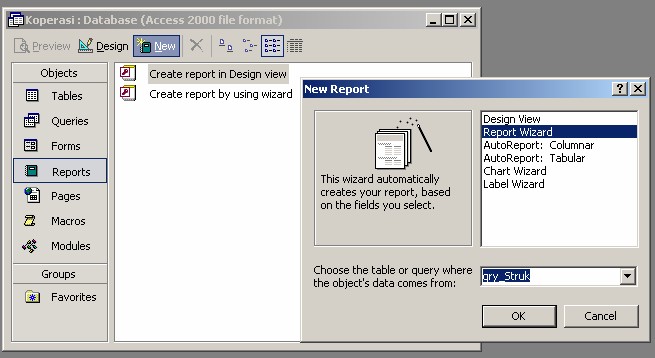 Koperasi : Database (Access 2000 file format)
Preview Design New
Objects
Tables
Queries
Forms
Reports
Pages
Macros
Modules
Groups
Favorites
Create report in Design view
Create report by using wizard
New Report
This wizard automatically
creates your report, based
on the fields you select.
Design View
Report Wizard
AutoReport: Columnar
AutoReport: Tabular
Chart Wizard
Label Wizard
Choose the table or query where
the object's data comes from:
qry_Struk
OK Cancel